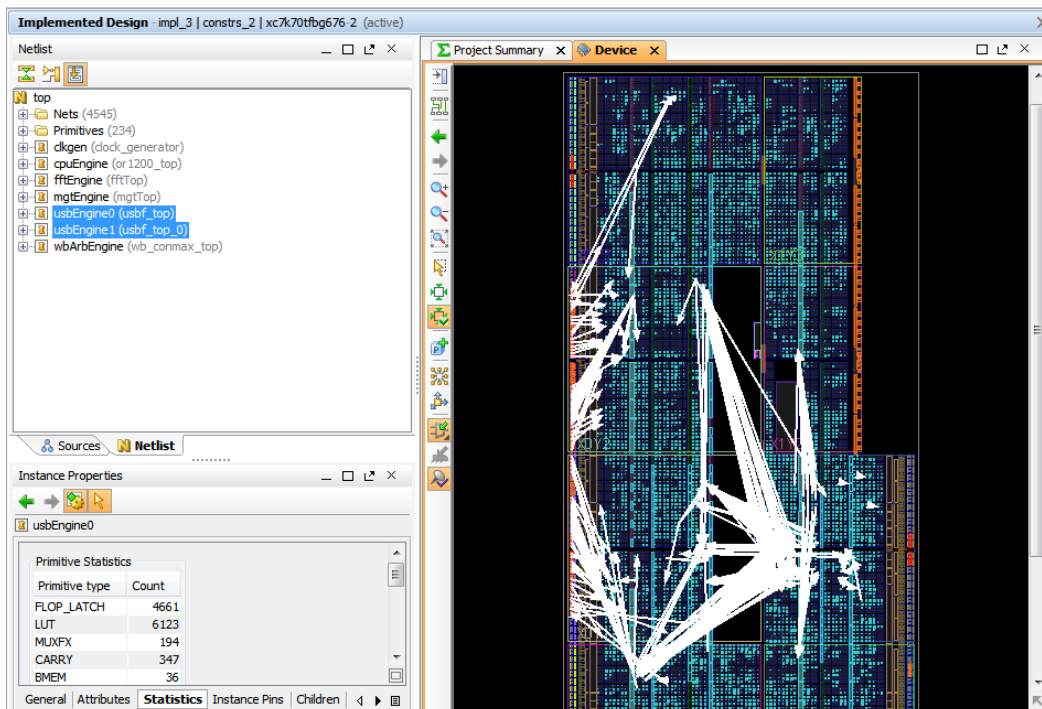 Implemented Design - impl_3 | constrs_2 | xc7k70tfbg676-2 (active)
Netlist
top
Nets (4545)
Primitives (234)
clkgen (clock_generator)
cpuEngine (or1200_top)
fftEngine (fftTop)
mgtEngine (mgtTop)
usbEngine0 (usbf_top)
usbEngine1 (usbf_top_0)
wbArbEngine (wb_conmax_top)
Sources
Netlist
Instance Properties
usbEngine0
Primitive Statistics
Primitive type Count
FLOP_LATCH 4661
LUT 6123
MUXFX 194
CARRY 347
BMEM 36
General Attributes Statistics Instance Pins Children
Project Summary
Device
X0Y2